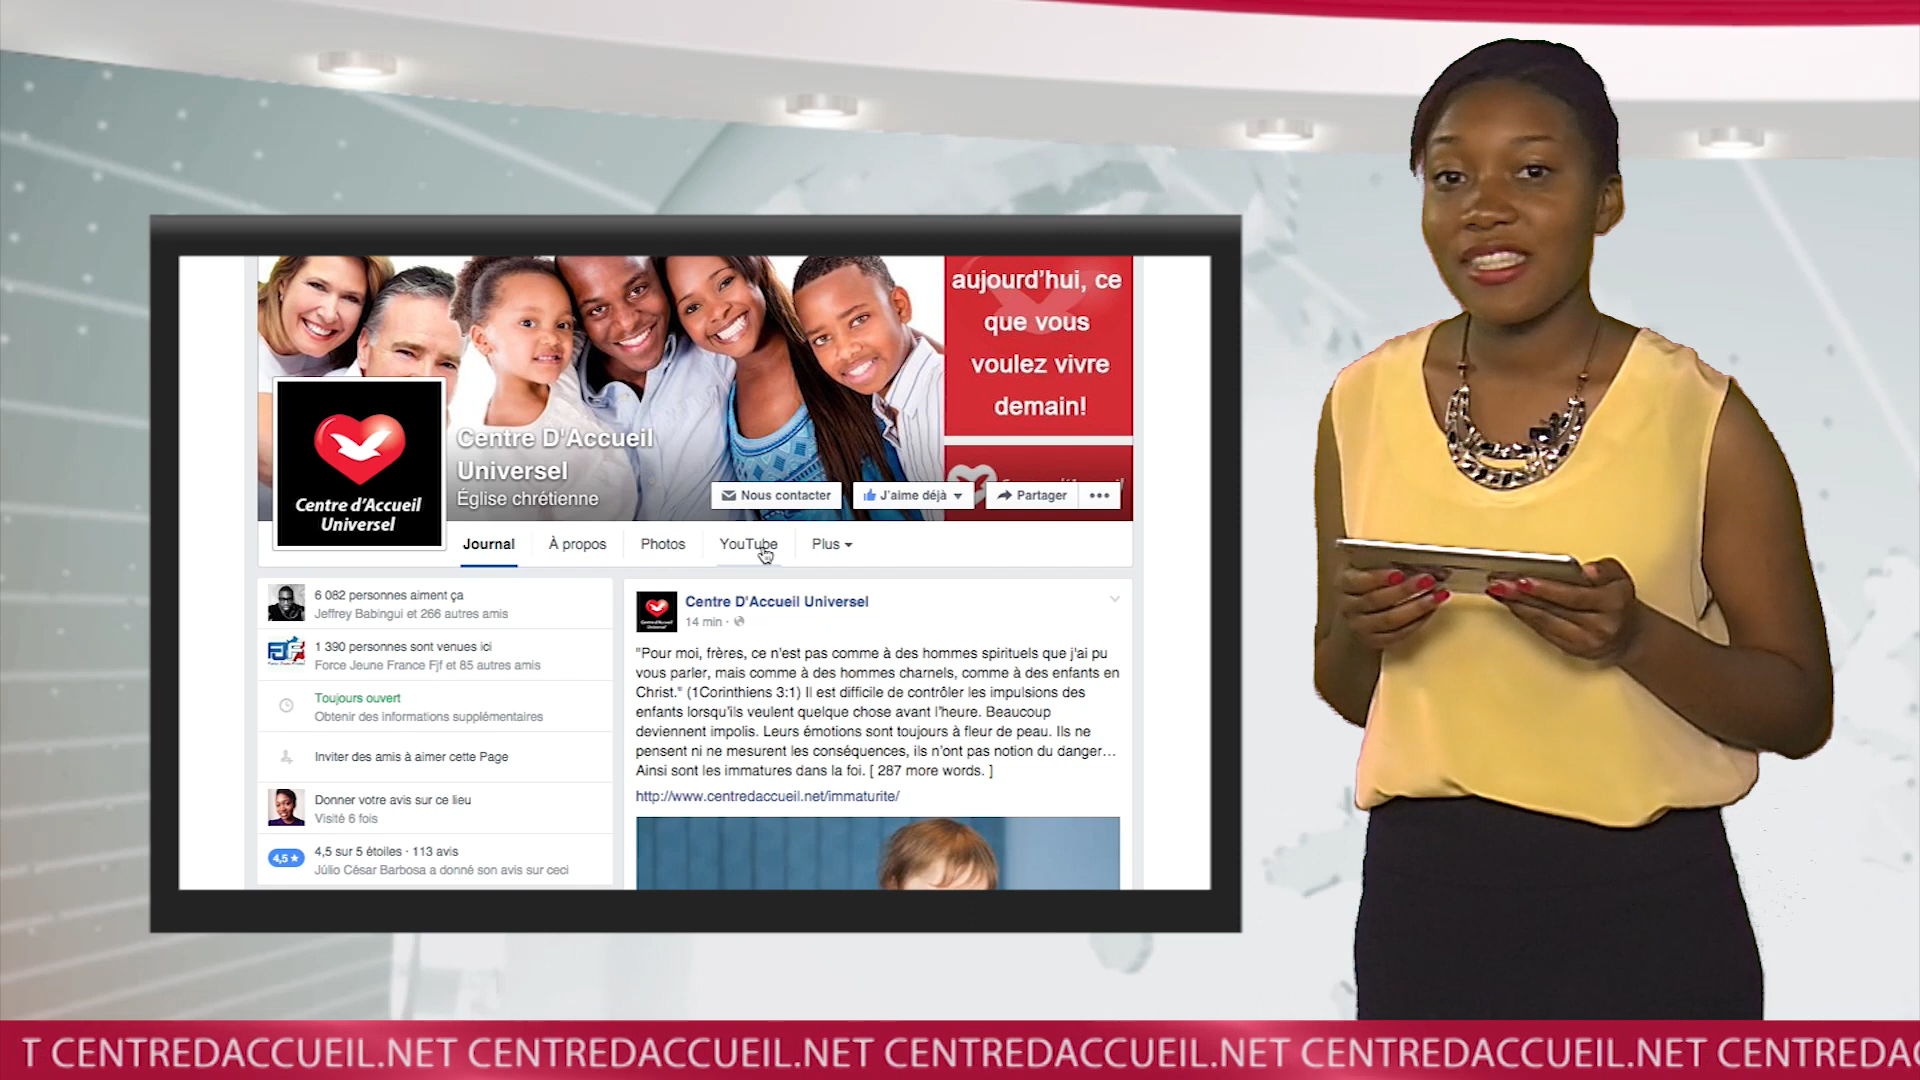 aujourd'hui, ce
que vous
voulez vivre
demain!
Centre D'Accueil
Universel
Église chrétienne
Nous contacter
J'aime déjà
Partager
Centre d'Accueil
Universel
Journal
À propos
Photos
YouTube
Plus
6 082 personnes aiment ça
Jeffrey Babingui et 266 autres amis
1 390 personnes sont venues ici
Force Jeune France Fjf et 85 autres amis
Toujours ouvert
Obtenir des informations supplémentaires
Inviter des amis à aimer cette Page
Donner votre avis sur ce lieu
Visité 6 fois
4,5 ★
4,5 sur 5 étoiles · 113 avis
Júlio César Barbosa a donné son avis sur ceci
Centre D'Accueil Universel
14 min ·
"Pour moi, frères, ce n'est pas comme à des hommes spirituels que j'ai pu
vous parler, mais comme à des hommes charnels, comme à des enfants en
Christ." (1Corinthiens 3:1) Il est difficile de contrôler les impulsions des
enfants lorsqu'ils veulent quelque chose avant l'heure. Beaucoup
deviennent impolis. Leurs émotions sont toujours à fleur de peau. Ils ne
pensent ni ne mesurent les conséquences, ils n'ont pas notion du danger…
Ainsi sont les immatures dans la foi. [ 287 more words. ]
http://www.centredaccueil.net/immaturite/
T CENTREDACCUEIL.NET CENTREDACCUEIL.NET CENTREDACCUEIL.NET CENTREDAC